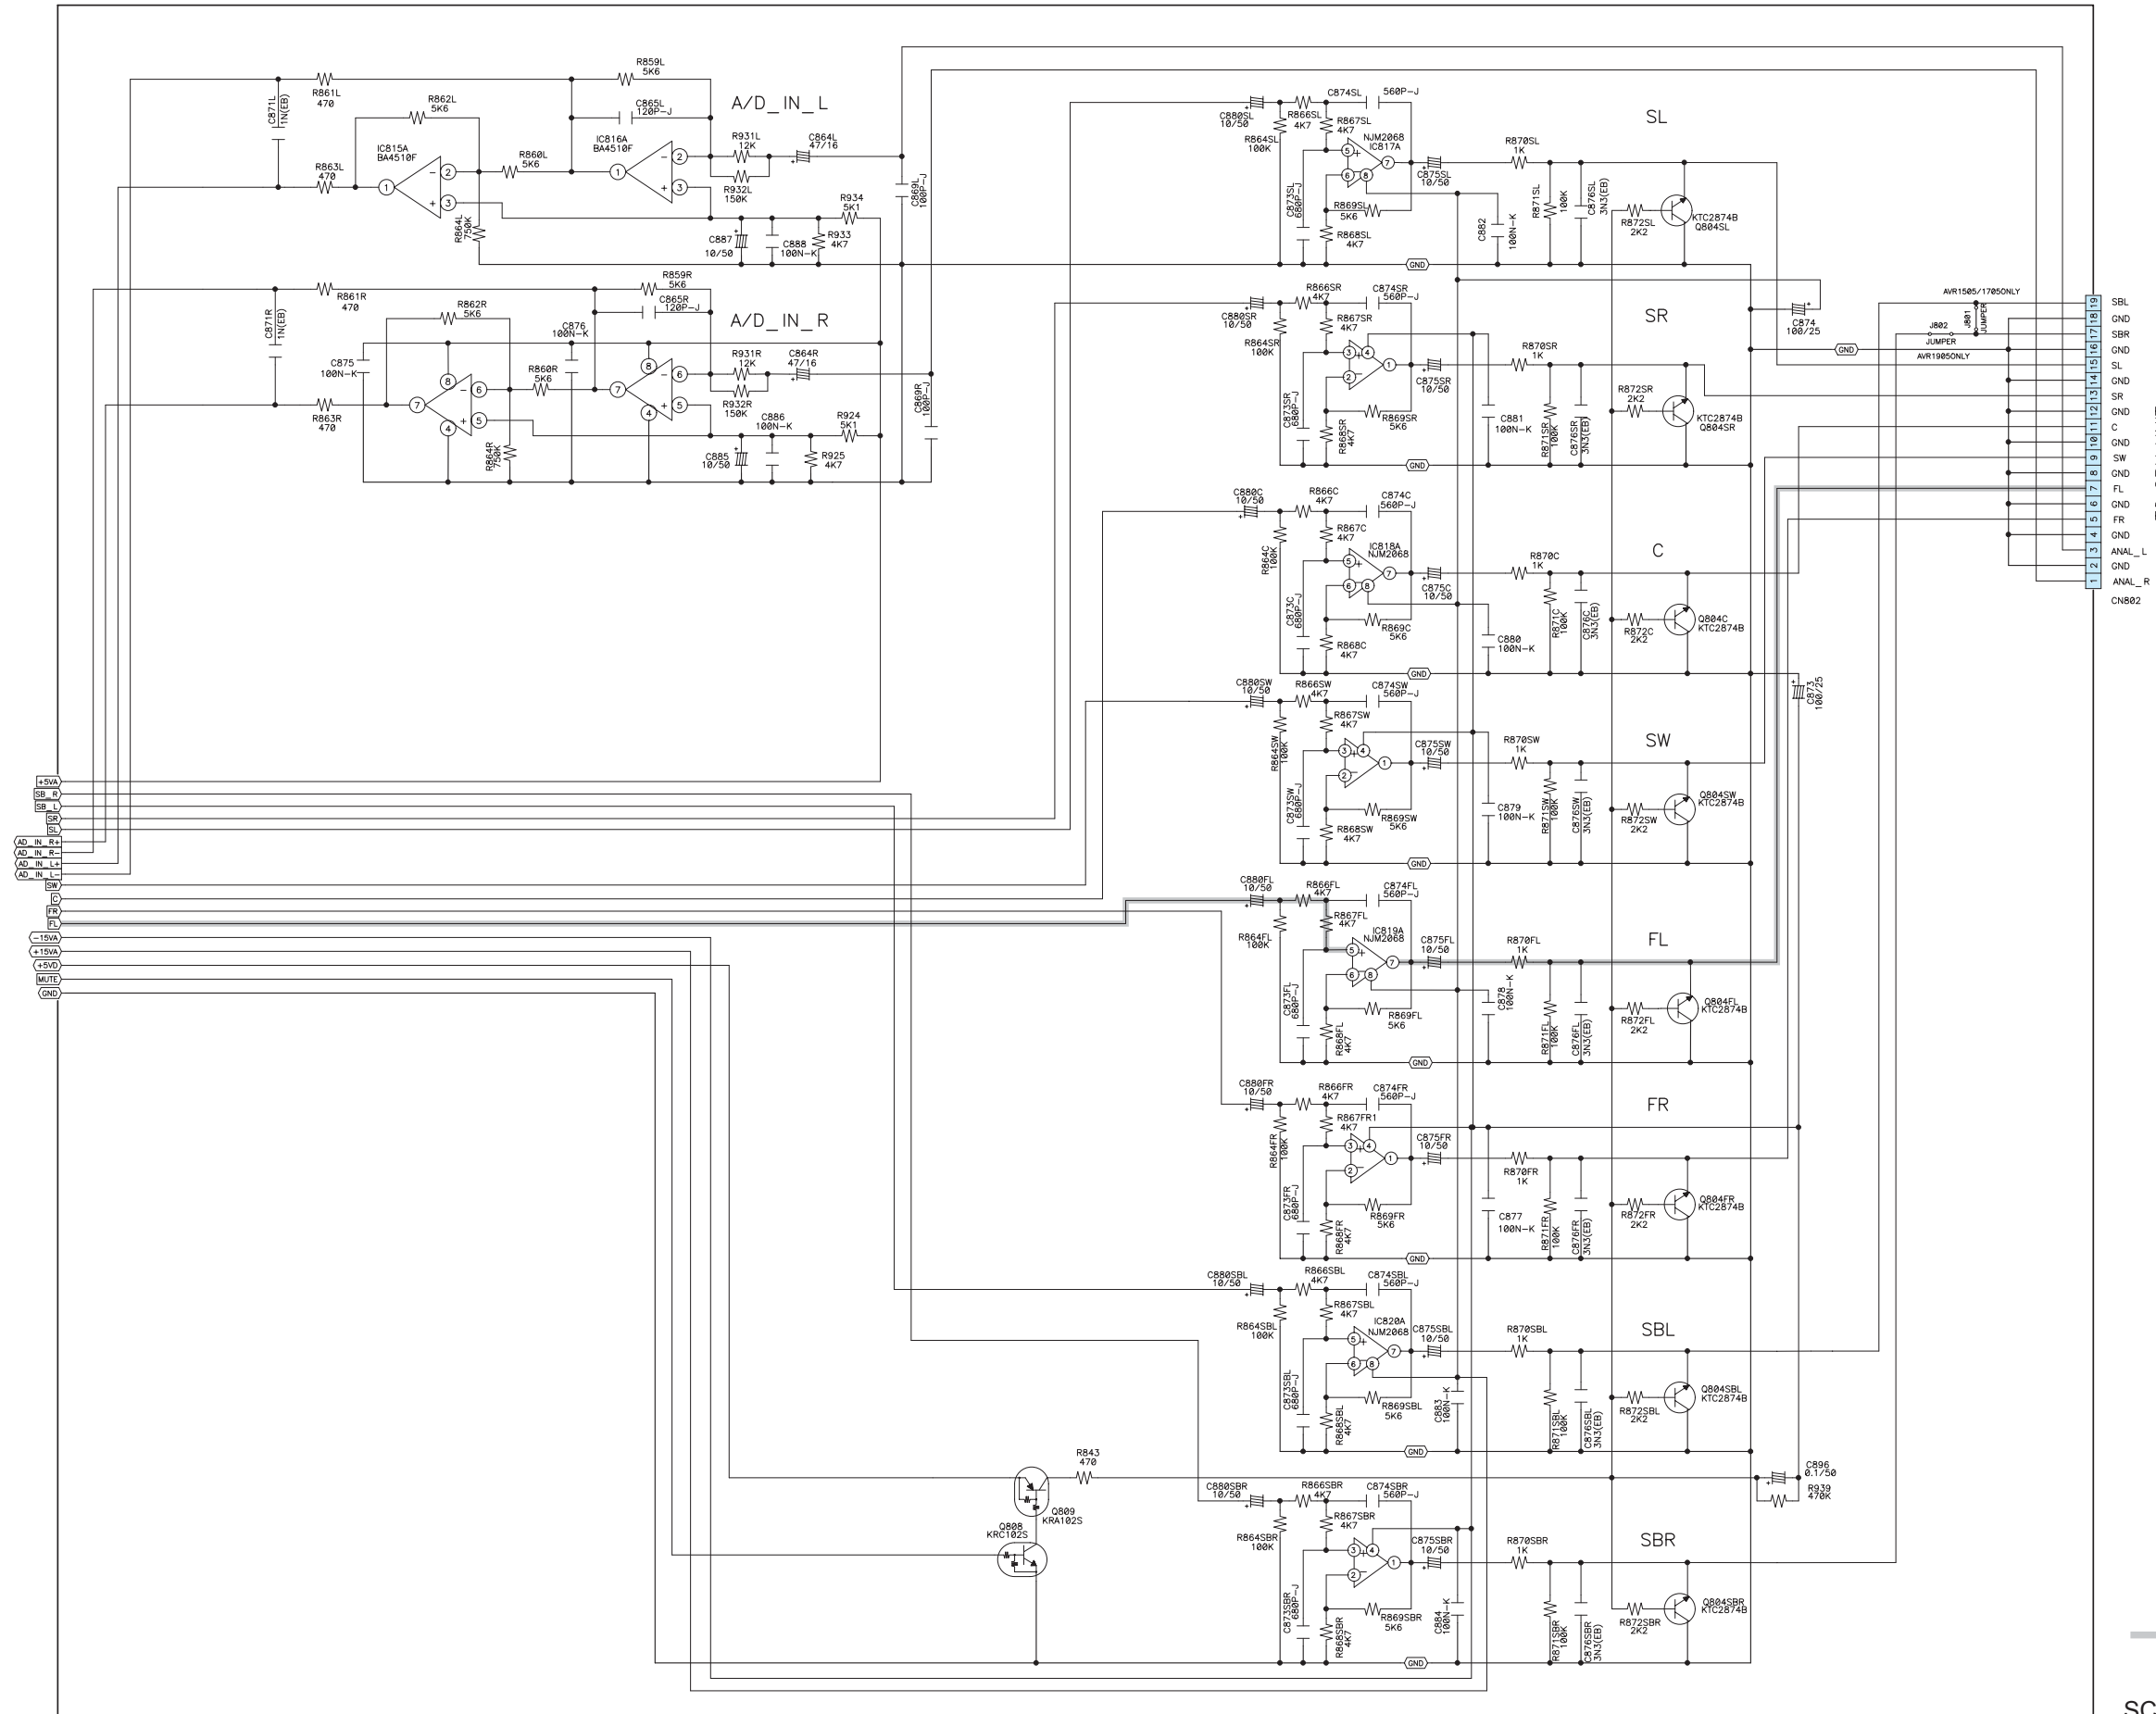 R859L
5K6
C871L
1N(EB)
R861L
470
R862L
5K6
C865L
120P-J
A/D_IN_L
IC815A
BA4510F
IC816A
BA4510F
R931L
12K
C864L
47/16
R863L
470
R860L
5K6
R932L
150K
C869L
100P-J
R864L
750K
R934
5K1
C887
10/50
C888
100N-K
R933
4K7
R859R
5K6
R861R
470
C871R
1N(EB)
R862R
5K6
C865R
120P-J
A/D_IN_R
C876
100N-K
C875
100N-K
R860R
5K6
R931R
12K
C864R
47/16
R932R
150K
C869R
100P-J
R863R
470
R864R
750K
C886
100N-K
R924
5K1
C885
10/50
R925
4K7
C880SL
10/50
R866SL
4K7
C874SL
560P-J
R864SL
100K
R867SL
4K7
NJM2068
IC817A
SL
C875SL
10/50
R870SL
1K
C873SL
680P-J
R869SL
5K6
R868SL
4K7
C882
100N-K
R871SL
100K
C876SL
3N3(EB)
R872SL
2K2
KTC2874B
Q804SL
GND
C880SR
10/50
R866SR
4K7
C874SR
560P-J
R864SR
100K
R867SR
4K7
SR
C875SR
10/50
R870SR
1K
C873SR
680P-J
R868SR
4K7
R869SR
5K6
C881
100N-K
R871SR
100K
C876SR
3N3(EB)
R872SR
2K2
KTC2874B
Q804SR
GND
C874
100/25
GND
AVR1505/1705ONLY
J801
JUMPER
J802
JUMPER
AVR1905ONLY
19 SBL
18 GND
17 SBR
16 GND
15 SL
14 GND
13 SR
12 GND
11 C
10 GND
9 SW
8 GND
7 FL
6 GND
5 FR
4 GND
3 ANAL_L
2 GND
1 ANAL_R
CN802
C880C
10/50
R866C
4K7
C874C
560P-J
R864C
100K
R867C
4K7
IC818A
NJM2068
C
C875C
10/50
R870C
1K
C873C
680P-J
R869C
5K6
R868C
4K7
C880
100N-K
R871C
100K
C876C
3N3(EB)
R872C
2K2
Q804C
KTC2874B
GND
C873
100/25
C880SW
10/50
R866SW
4K7
C874SW
560P-J
R864SW
100K
R867SW
4K7
SW
C875SW
10/50
R870SW
1K
C873SW
680P-J
R869SW
5K6
R868SW
4K7
C879
100N-K
R871SW
100K
C876SW
3N3(EB)
R872SW
2K2
Q804SW
KTC2874B
GND
+5VA
SB_R
SB_L
SR
SL
AD_IN_R+
AD_IN_R-
AD_IN_L+
AD_IN_L-
SW
C
FR
FL
-15VA
+15VA
+5VD
MUTE
GND
C880FL
10/50
R866FL
4K7
C874FL
560P-J
R864FL
100K
R867FL
4K7
IC819A
NJM2068
FL
C875FL
10/50
R870FL
1K
C873FL
680P-J
R869FL
5K6
R868FL
4K7
C878
100N-K
R871FL
100K
C876FL
3N3(EB)
R872FL
2K2
Q804FL
KTC2874B
GND
C880FR
10/50
R866FR
4K7
C874FR
560P-J
R864FR
100K
R867FR1
4K7
FR
C875FR
10/50
R870FR
1K
C873FR
680P-J
R869FR
5K6
R868FR
4K7
C877
100N-K
R871FR
100K
C876FR
3N3(EB)
R872FR
2K2
Q804FR
KTC2874B
GND
C880SBL
10/50
R866SBL
4K7
C874SBL
560P-J
R864SBL
100K
R867SBL
4K7
IC820A
NJM2068
SBL
C875SBL
10/50
R870SBL
1K
C873SBL
680P-J
R869SBL
5K6
R868SBL
4K7
C883
100N-K
R871SBL
100K
C876SBL
3N3(EB)
R872SBL
2K2
Q804SBL
KTC2874B
GND
R843
470
Q809
KRA102S
Q808
KRC102S
C896
0.1/50
R939
470K
C880SBR
10/50
R866SBR
4K7
C874SBR
560P-J
R864SBR
100K
R867SBR
4K7
SBR
C875SBR
10/50
R870SBR
1K
C873SBR
680P-J
R869SBR
5K6
R868SBR
4K7
C884
100N-K
R871SBR
100K
C876SBR
3N3(EB)
R872SBR
2K2
Q804SBR
KTC2874B
GND
SC